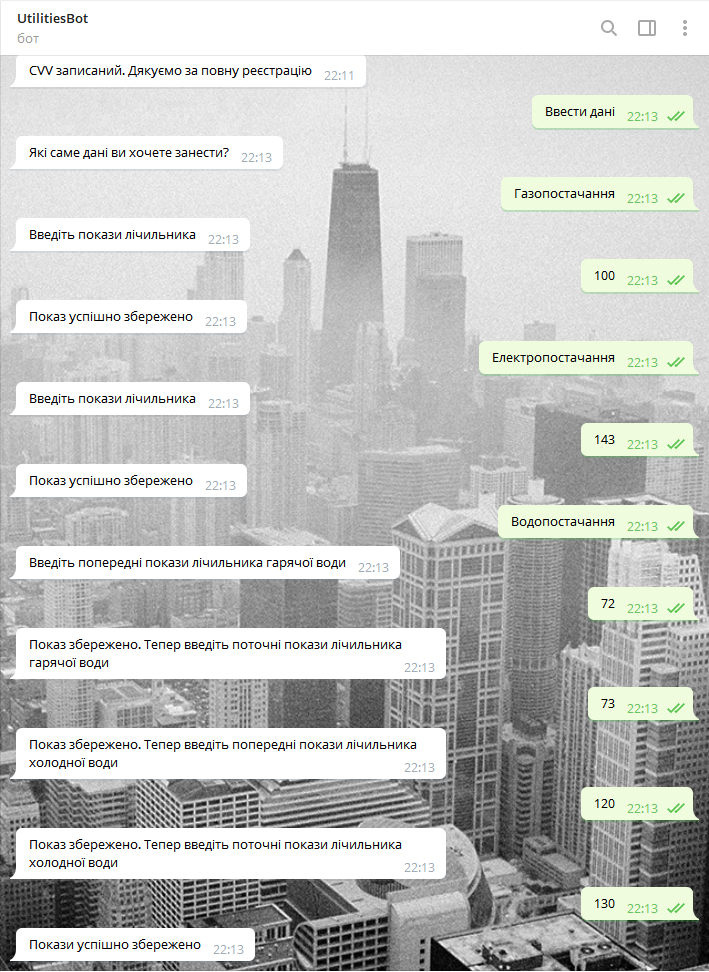 UtilitiesBot
бот
CVV записаний. Дякуємо за повну реєстрацію 22:11
Ввести дані 22:13
Які саме дані ви хочете занести? 22:13
Газопостачання 22:13
Введіть покази лічильника 22:13
100 22:13
Показ успішно збережено 22:13
Електропостачання 22:13
Введіть покази лічильника 22:13
143 22:13
Показ успішно збережено 22:13
Водопостачання 22:13
Введіть попередні покази лічильника гарячої води 22:13
72 22:13
Показ збережено. Тепер введіть поточні покази лічильника
гарячої води 22:13
73 22:13
Показ збережено. Тепер введіть попередні покази лічильника
холодної води 22:13
120 22:13
Показ збережено. Тепер введіть поточні покази лічильника
холодної води 22:13
130 22:13
Покази успішно збережено 22:13